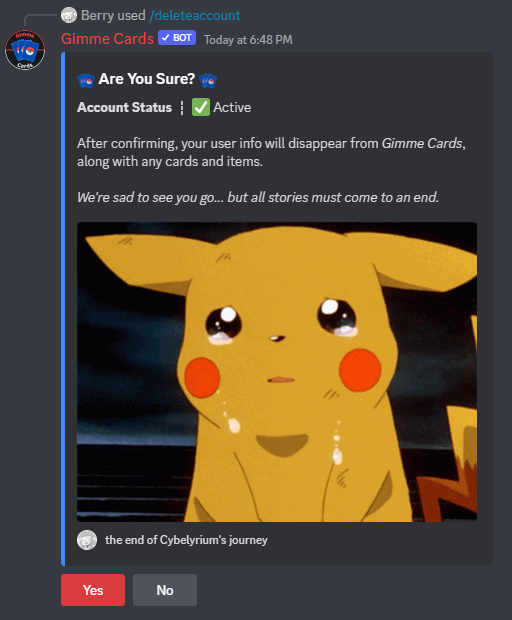 Berry used /deleteaccount
Gimme Cards ✓ BOT Today at 6:48 PM
Gimme
Cards
Are You Sure?
Account Status ¦ ✅ Active
After confirming, your user info will disappear from Gimme Cards,
along with any cards and items.
We're sad to see you go... but all stories must come to an end.
the end of Cybelyrium's journey
Yes No